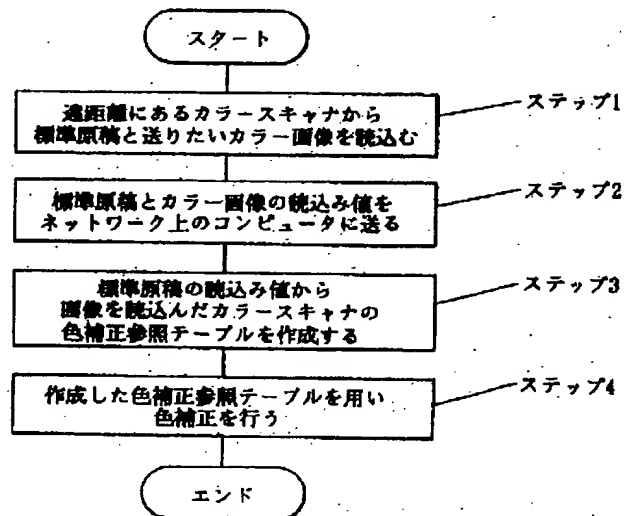 スタート
遠距離にあるカラースキャナから
標準原稿と送りたいカラー画像を読込む
ステップ1
標準原稿とカラー画像の読込み値を
ネットワーク上のコンピュータに送る
ステップ2
標準原稿の読込み値から
画像を読込んだカラースキャナの
色補正参照テーブルを作成する
ステップ3
作成した色補正参照テーブルを用い
色補正を行う
ステップ4
エンド